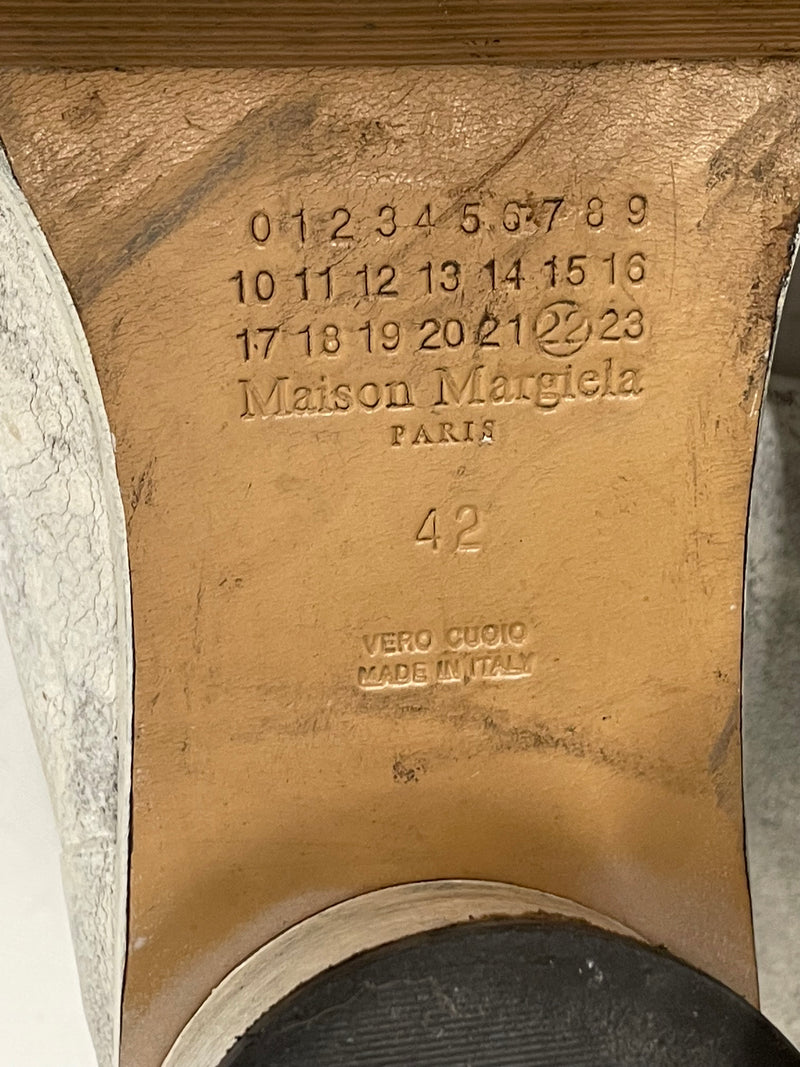 0 1 2 3 4 5 6 7 8 9
10 11 12 13 14 15 16
17 18 19 20 21 22 23
Maison Margiela
PARIS
42
VERO CUOIO
MADE IN ITALY